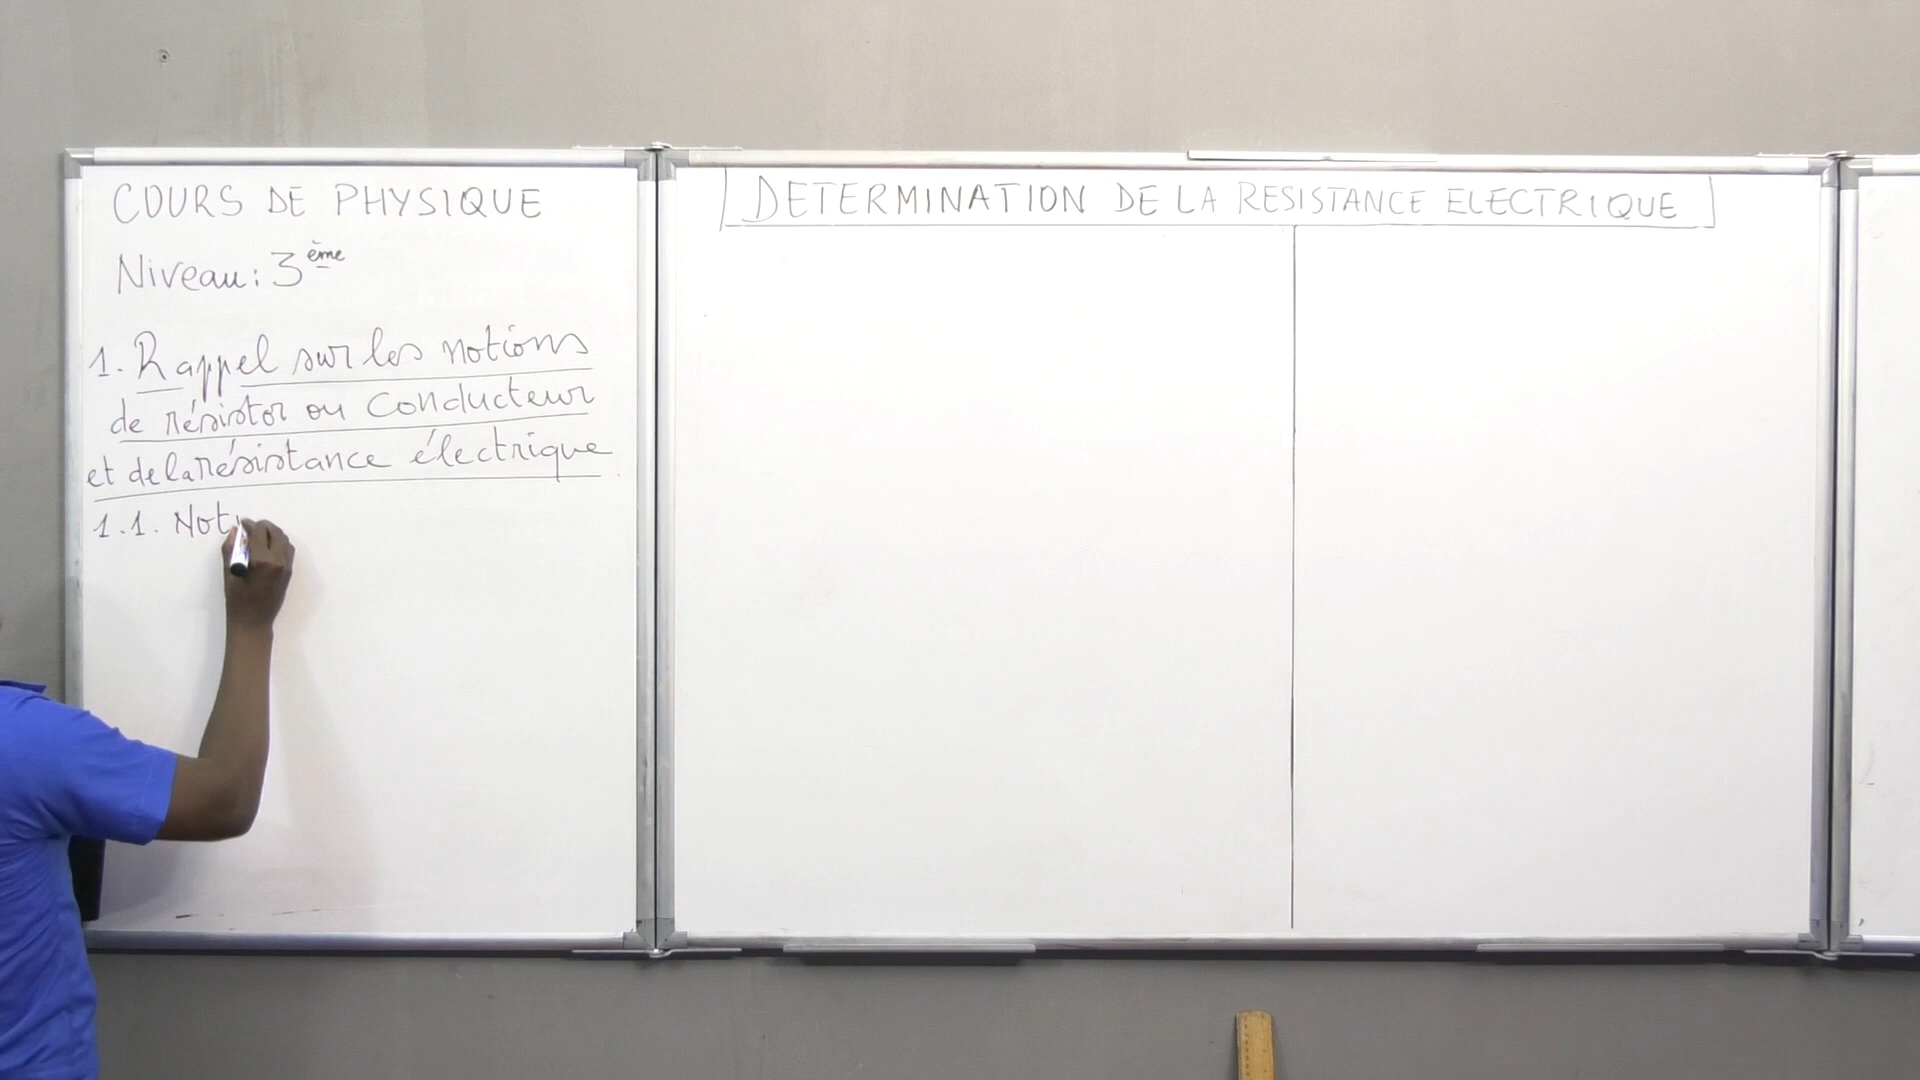 COURS DE PHYSIQUE
Niveau: 3ème
1. Rappel sur les notions
de résistor ou conducteur
et de la résistance électrique
1.1. Not
DETERMINATION DE LA RESISTANCE ELECTRIQUE